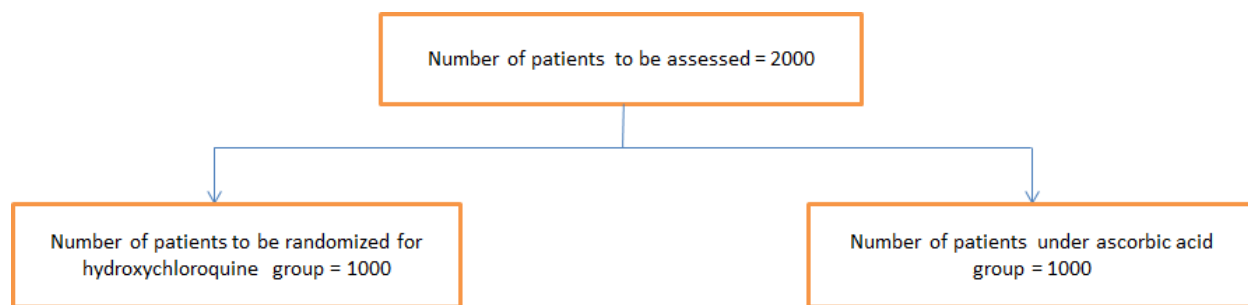 Number of patients to be assessed = 2000
Number of patients to be randomized for
hydroxychloroquine group = 1000
Number of patients under ascorbic acid
group = 1000